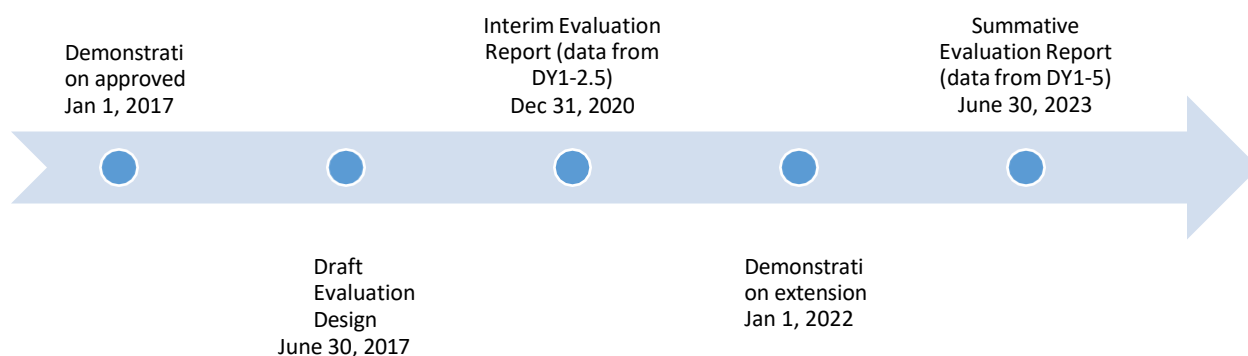 Demonstrati
on approved
Jan 1, 2017
Interim Evaluation
Report (data from
DY1-2.5)
Dec 31, 2020
Summative
Evaluation Report
(data from DY1-5)
June 30, 2023
Draft
Evaluation
Design
June 30, 2017
Demonstrati
on extension
Jan 1, 2022